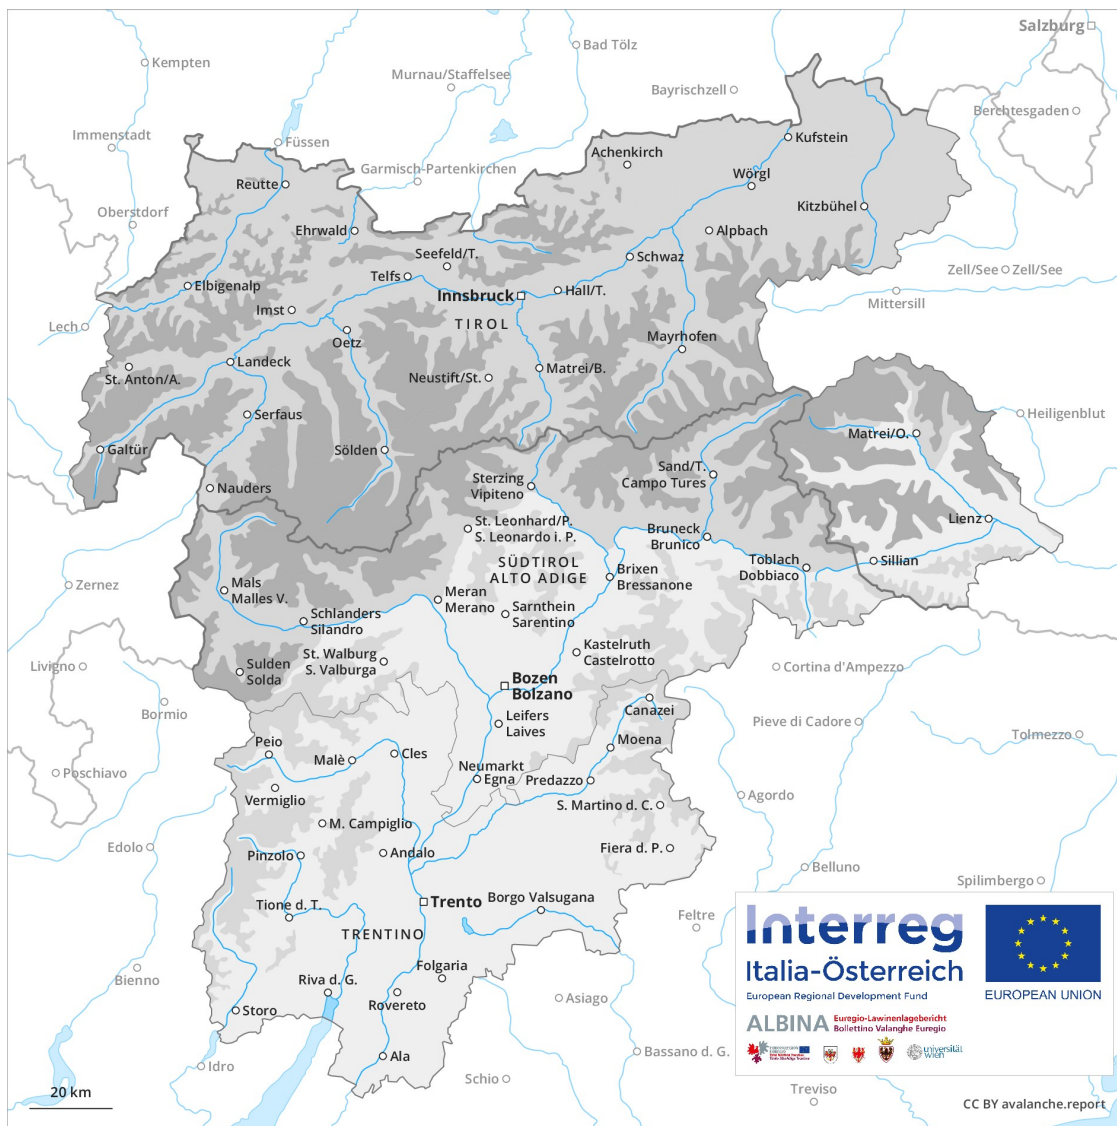 Salzburg
Bad Tölz
Kempten
Murnau/Staffelsee
Bayrischzell
Berchtesgaden
Immenstadt
Füssen
Kufstein
Achenkirch
Garmisch-Partenkirchen
Wörgl
Reutte
Oberstdorf
Kitzbühel
Ehrwald
Alpbach
Seefeld/T.
Schwaz
Telfs
Zell/See
Zell/See
Elbigenalp
Innsbruck
Hall/T.
Mittersill
Imst
TIROL
Lech
Oetz
Mayrhofen
Landeck
Matrei/B.
St. Anton/A.
Neustift/St.
Serfaus
Heiligenblut
Matrei/O.
Galtür
Sölden
Sand/T.
Campo Tures
Sterzing
Vipiteno
Nauders
Lienz
St. Leonhard/P.
S. Leonardo i. P.
Bruneck
Brunico
SÜDTIROL
ALTO ADIGE
Toblach
Dobbiaco
Sillian
Brixen
Bressanone
Zernez
Mals
Malles V.
Meran
Merano
Schlanders
Silandro
Sarnthein
Sarentino
Kastelruth
Castelrotto
St. Walburg
S. Valburga
Livigno
Sulden
Solda
Cortina d'Ampezzo
Bozen
Bolzano
Bormio
Canazei
Leifers
Laives
Pieve di Cadore
Tolmezzo
Peio
Cles
Moena
Malè
Poschiavo
Neumarkt
Egna
Predazzo
Vermiglio
S. Martino d. C.
Agordo
M. Campiglio
Edolo
Pinzolo
Andalo
Fiera d. P.
Belluno
Spilimbergo
Trento
Borgo Valsugana
Tione d. T.
Feltre
TRENTINO
Interreg
Italia-Österreich
European Regional Development Fund
EUROPEAN UNION
Folgaria
Bienno
Riva d. G.
Rovereto
Asiago
Storo
ALBINA
Euregio-Lawinenlagebericht
Bollettino Valanghe Euregio
universität
wien
Ala
Bassano d. G.
Idro
Schio
Treviso
20 km
CC BY avalanche.report